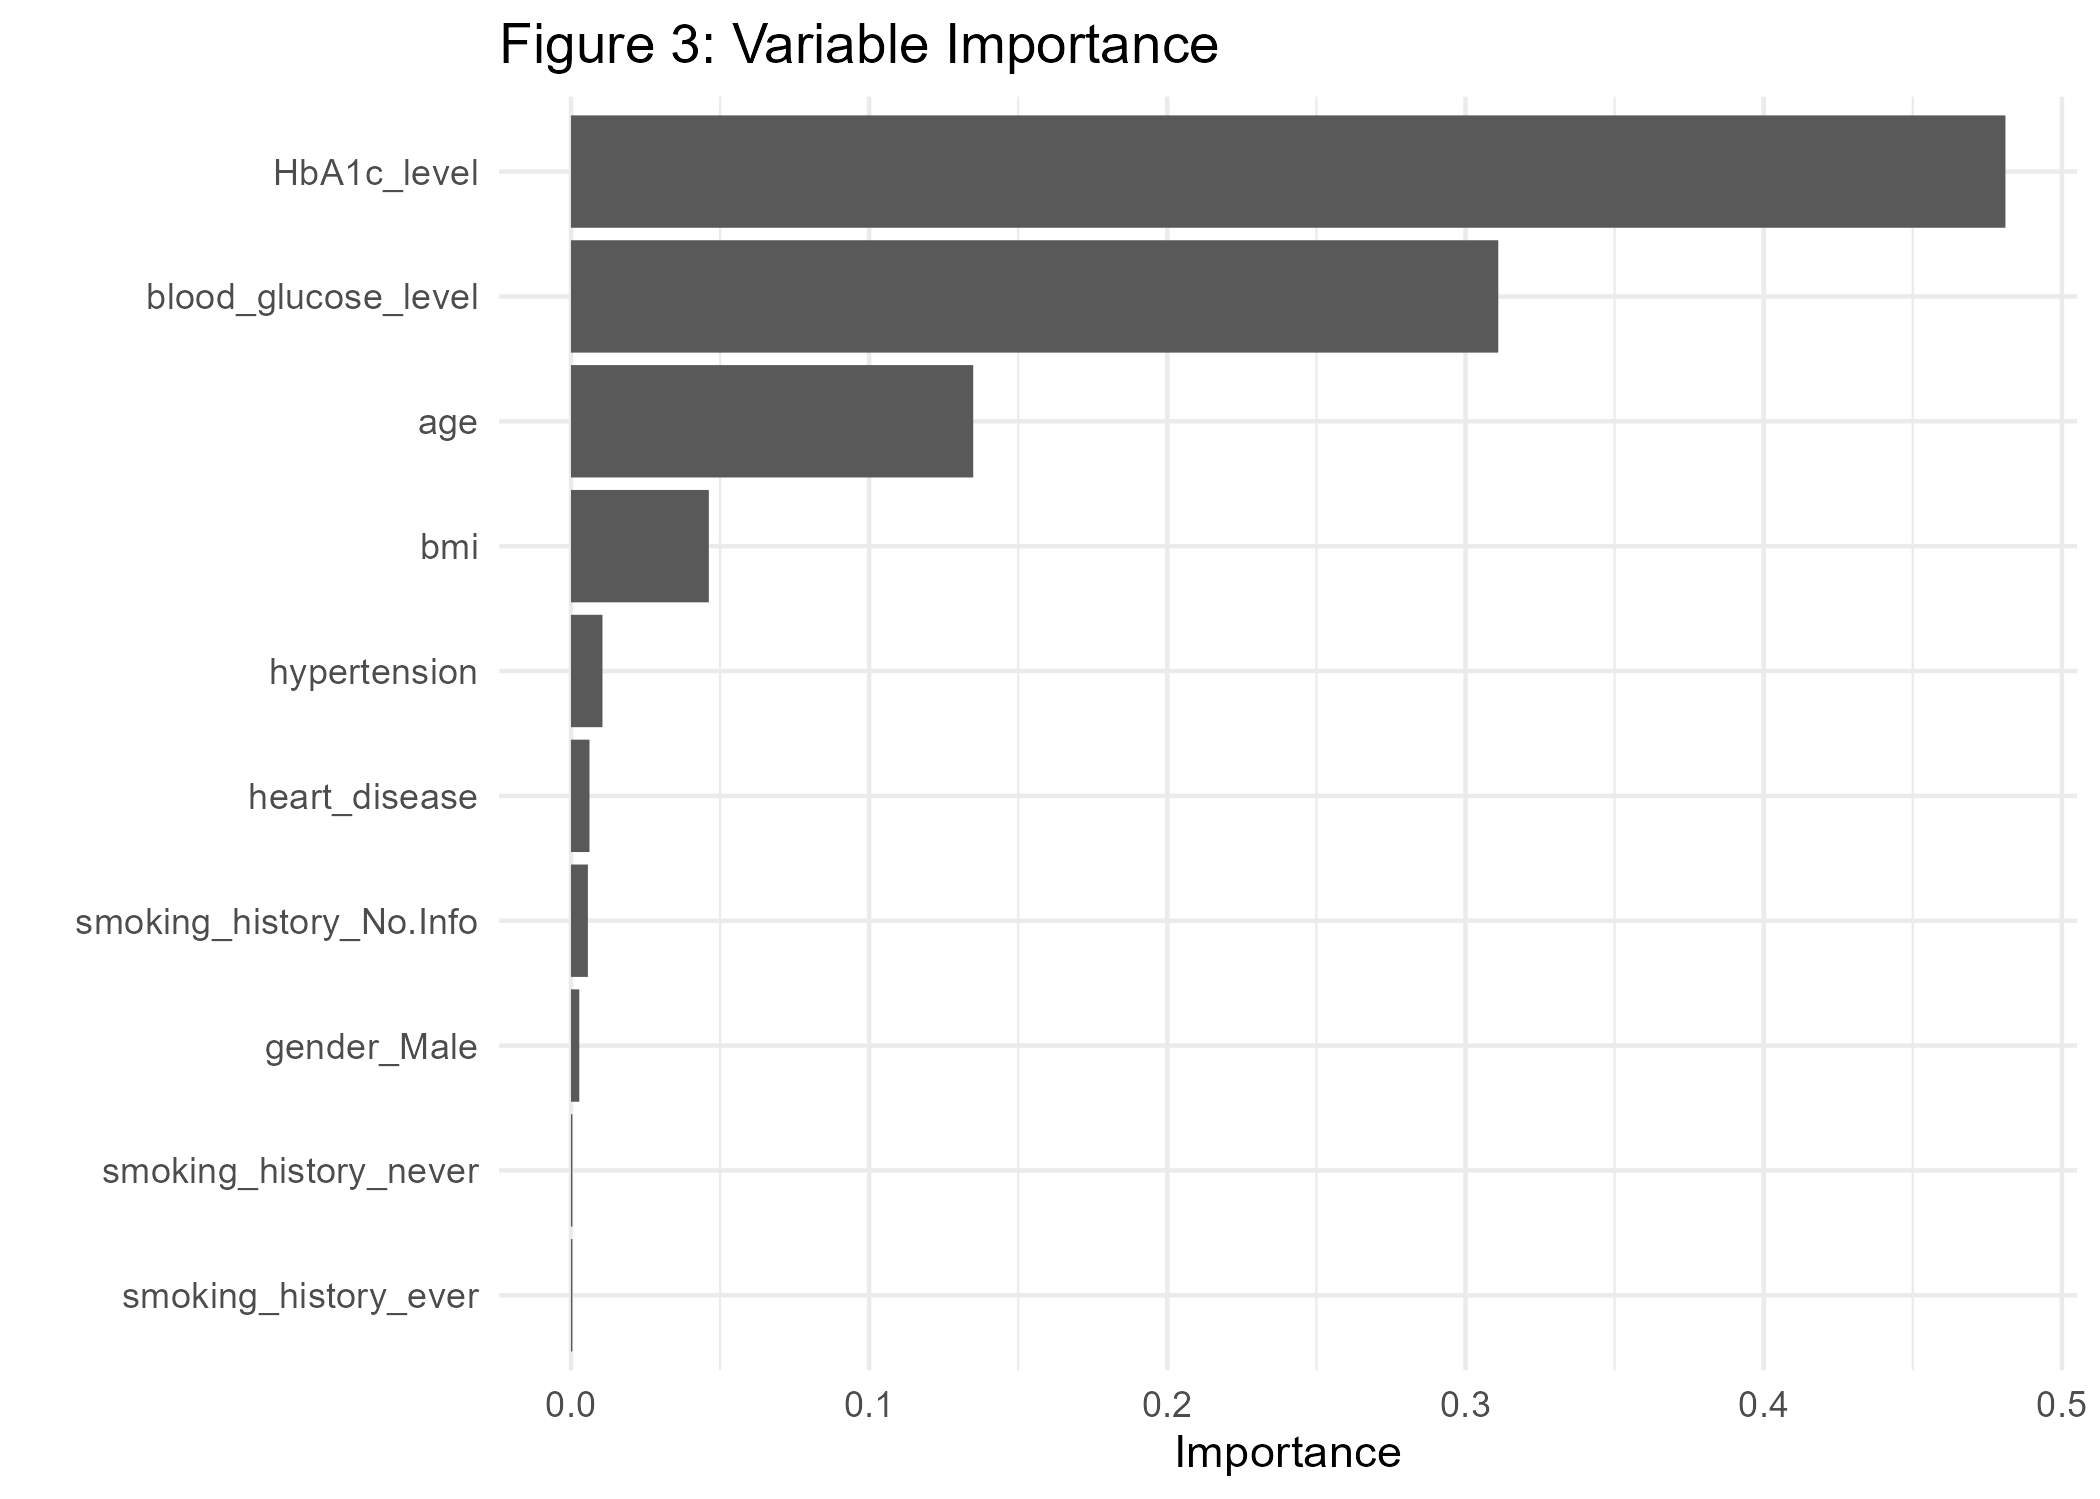 Figure 3: Variable Importance
HbA1c_level
blood_glucose_level
age
bmi
hypertension
heart_disease
smoking_history_No.Info
gender_Male
smoking_history_never
smoking_history_ever
0.0 0.1 0.2 0.3 0.4 0.5
Importance